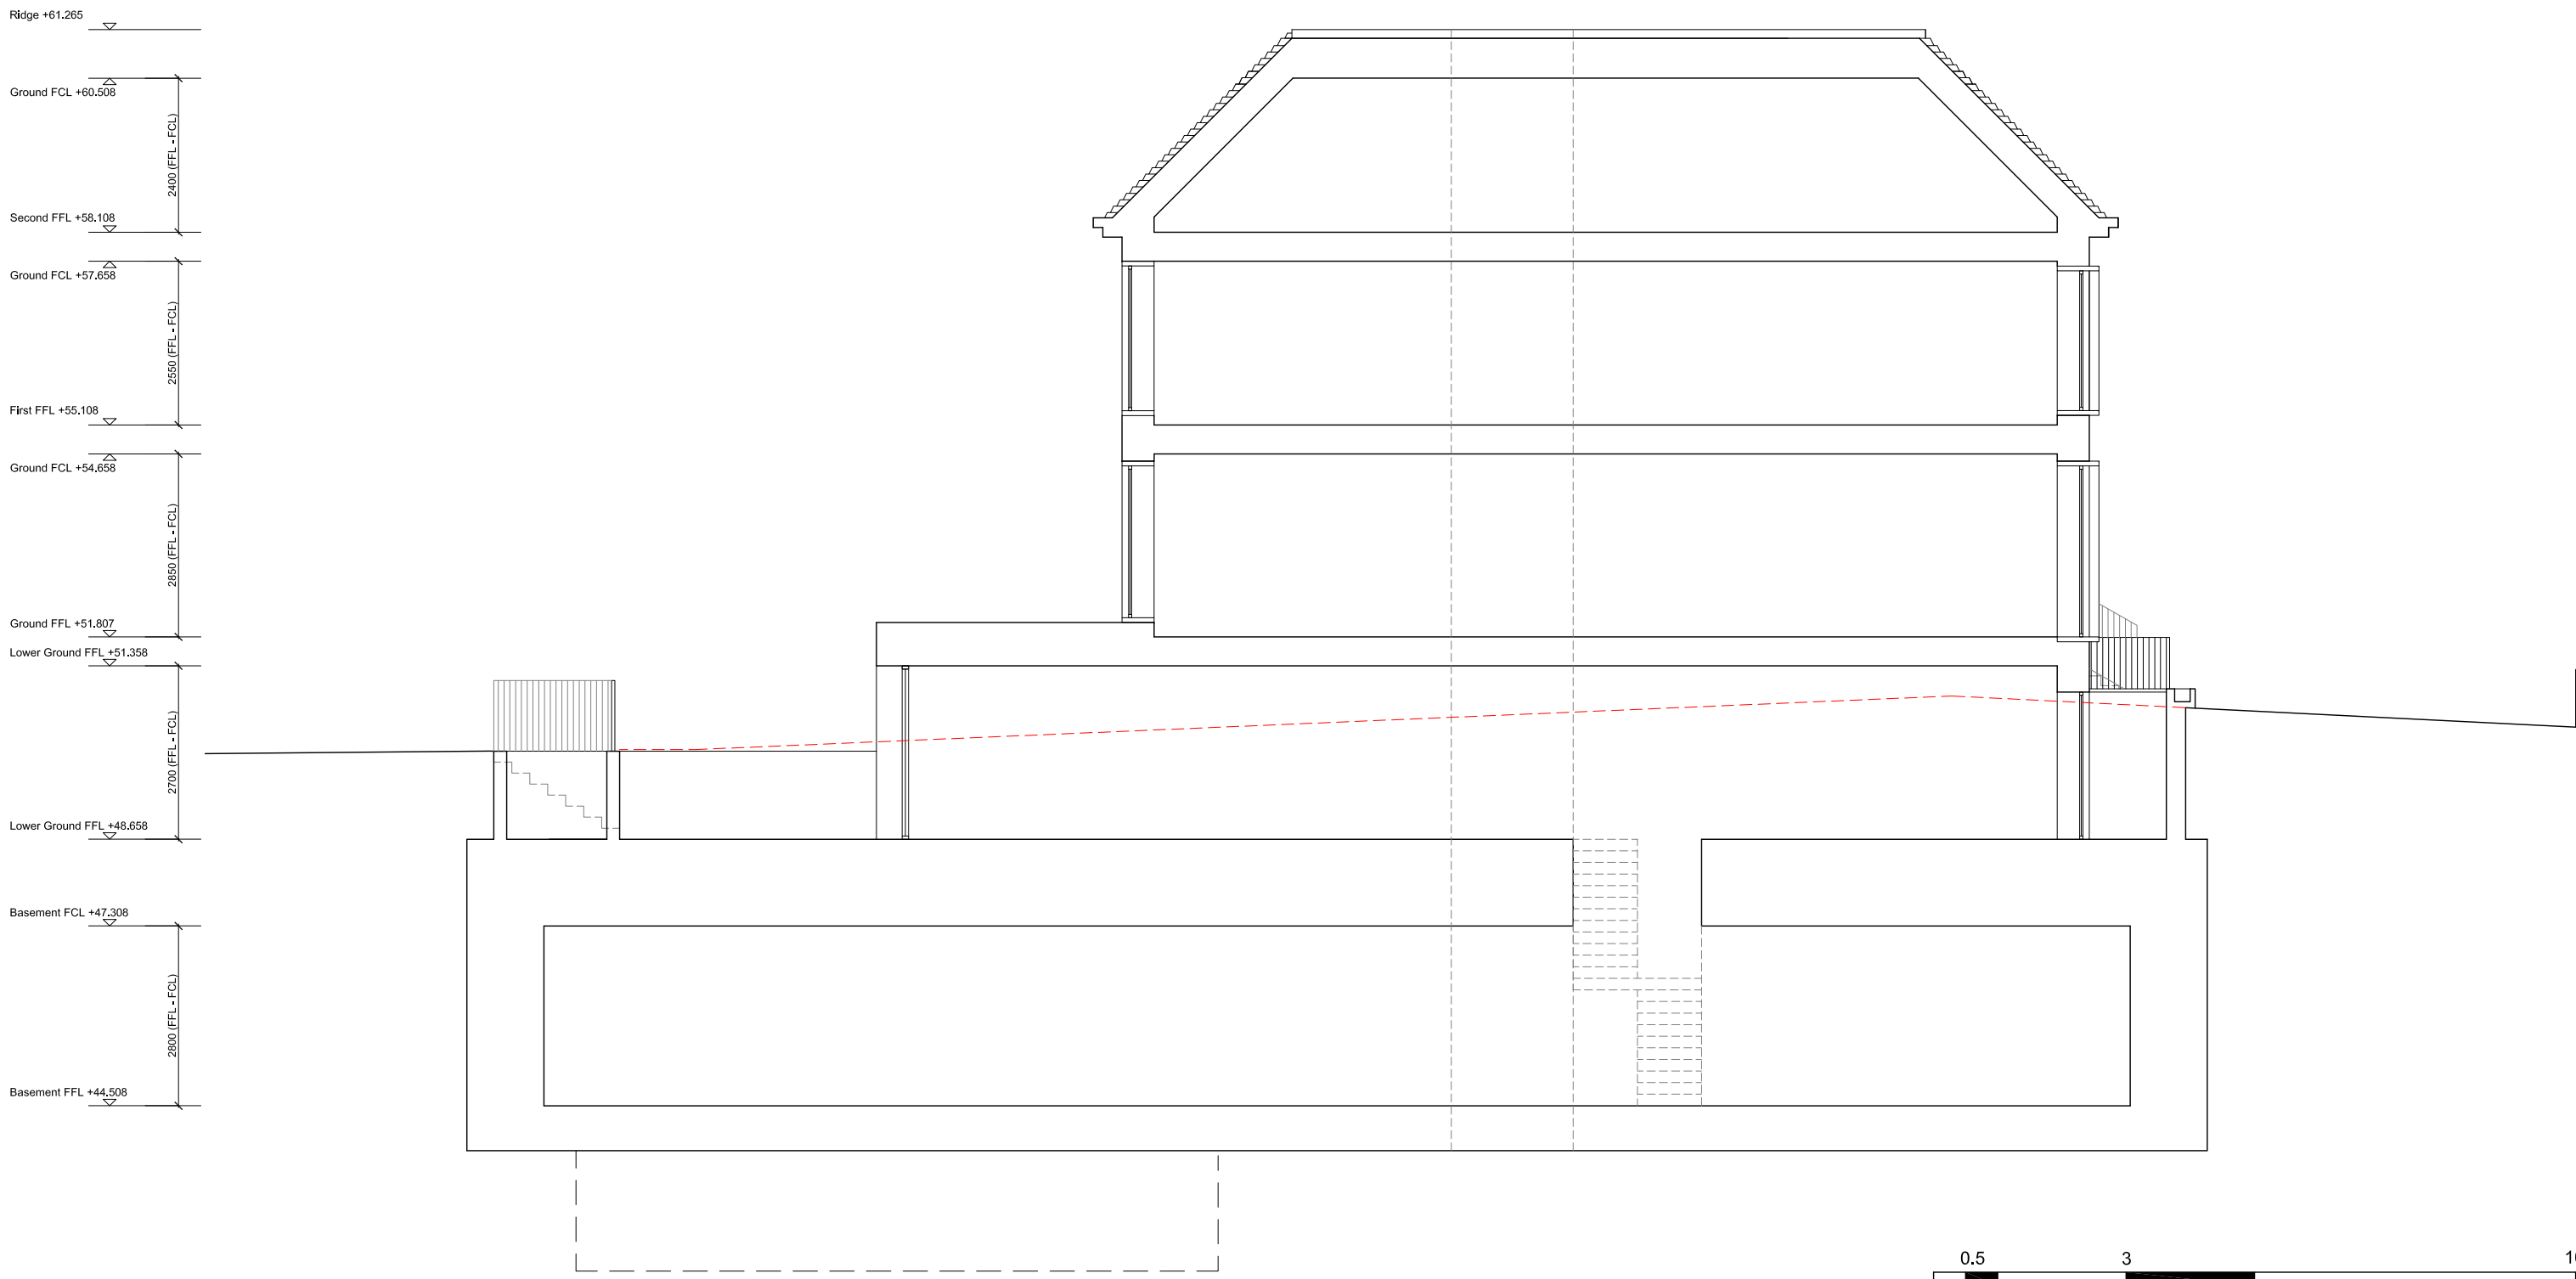 Ridge +61.265
Ground FCL +60.508
2400 (FFL - FCL)
Second FFL +58.108
Ground FCL +57.658
2550 (FFL - FCL)
First FFL +55.108
Ground FCL +54.658
2850 (FFL - FCL)
Ground FFL +51.807
Lower Ground FFL +51.358
2700 (FFL - FCL)
Lower Ground FFL +48.658
Basement FCL +47.308
2800 (FFL - FCL)
Basement FFL +44.508
0.5 3